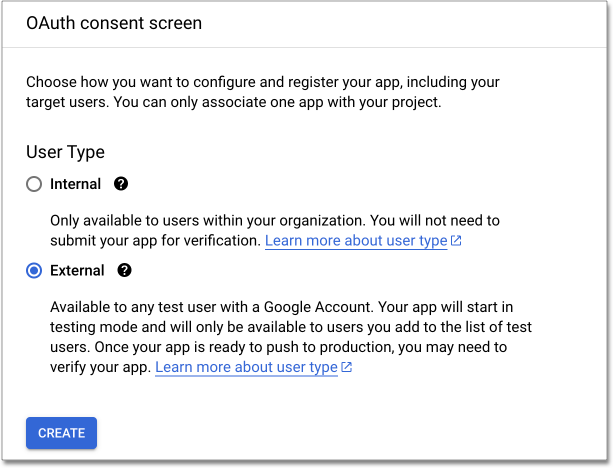 OAuth consent screen
Choose how you want to configure and register your app, including your
target users. You can only associate one app with your project.
User Type
Internal
Only available to users within your organization. You will not need to
submit your app for verification. Learn more about user type
External
Available to any test user with a Google Account. Your app will start in
testing mode and will only be available to users you add to the list of test
users. Once your app is ready to push to production, you may need to
verify your app. Learn more about user type
CREATE